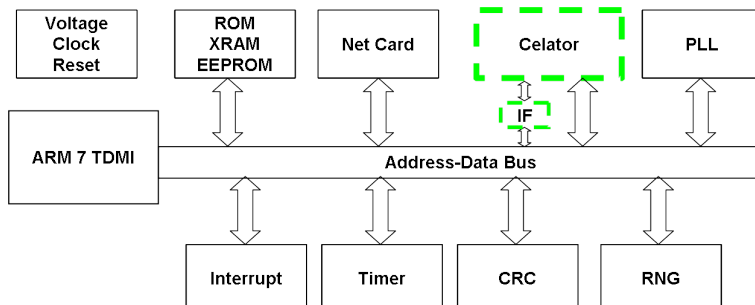 Voltage
Clock
Reset
ROM
XRAM
EEPROM
Net Card
Celator
PLL
IF
ARM 7 TDMI
Address-Data Bus
Interrupt
Timer
CRC
RNG